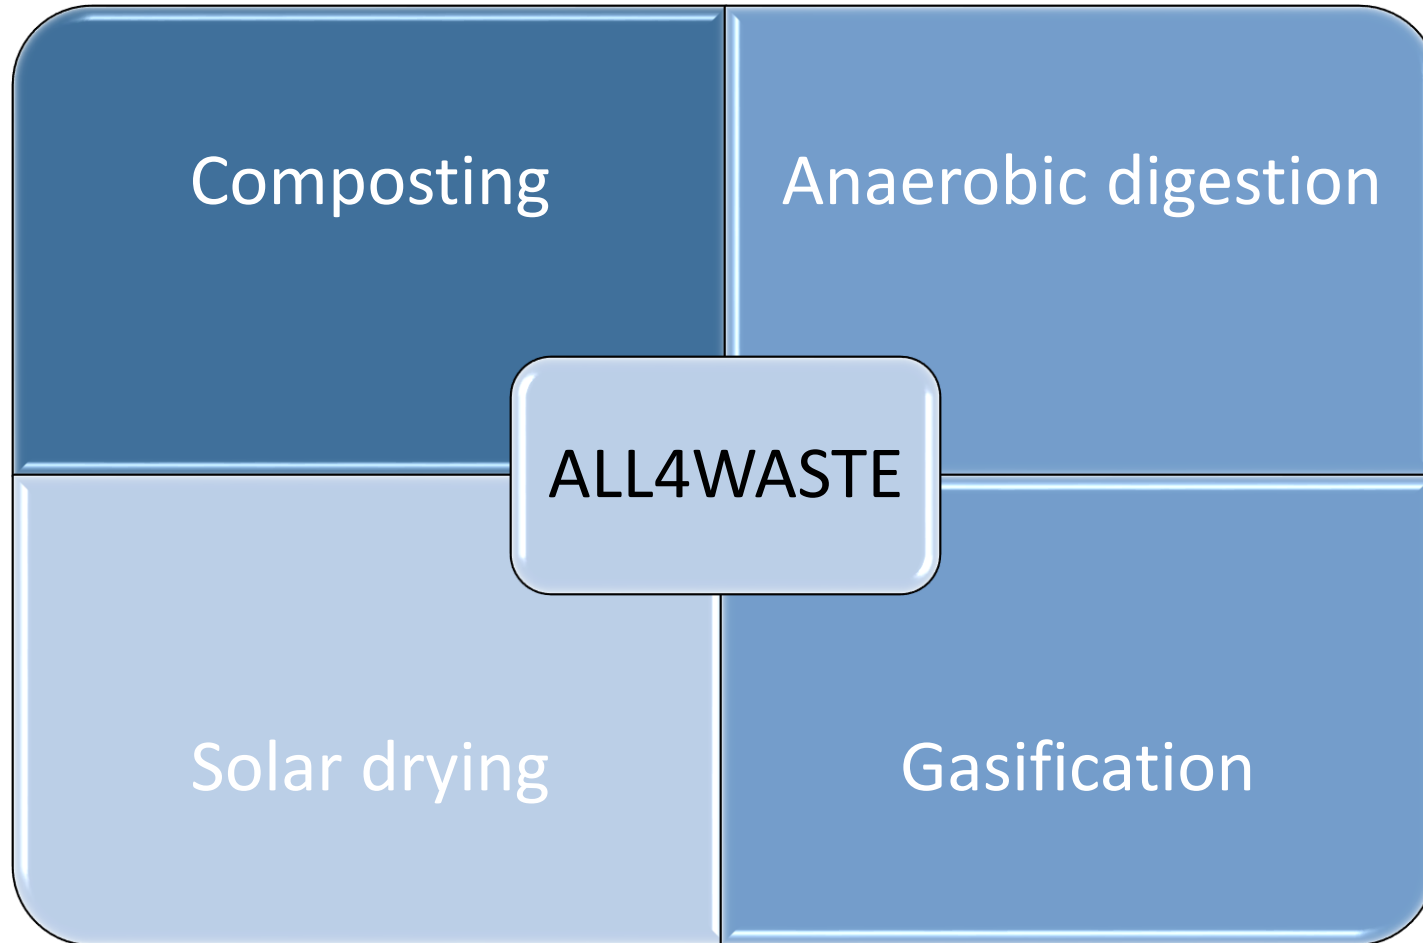 Composting
Anaerobic digestion
ALL4WASTE
Solar drying
Gasification